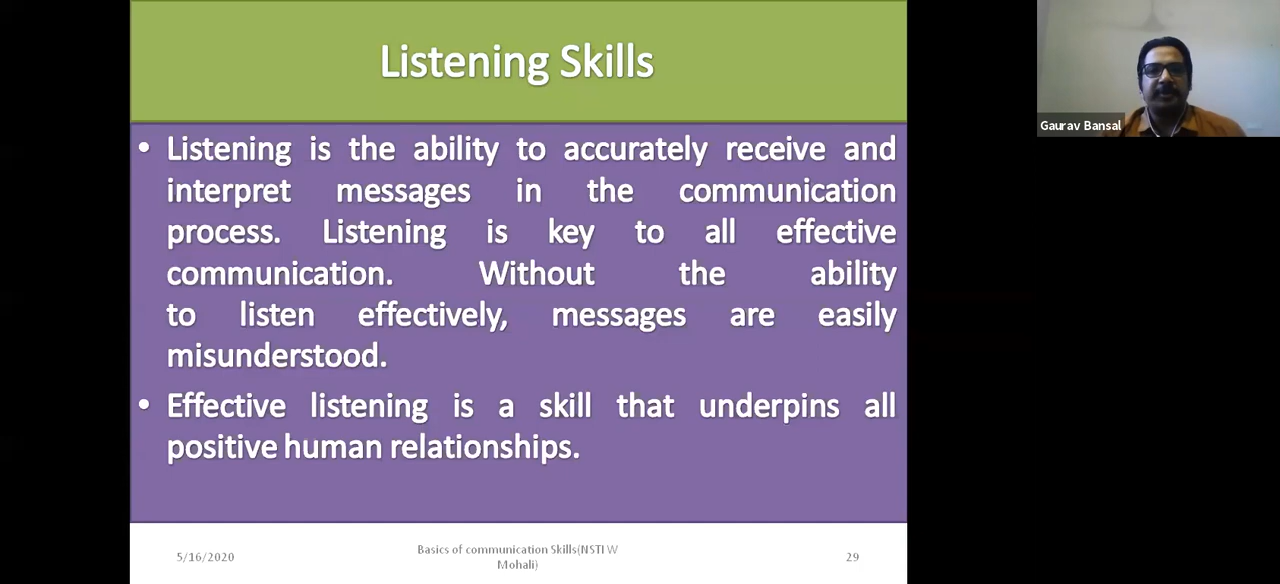 Listening Skills
• Listening is the ability to accurately receive and
interpret messages in the communication
process. Listening is key to all effective
communication. Without the ability
to listen effectively, messages are easily
misunderstood.
• Effective listening is a skill that underpins all
positive human relationships.
5/16/2020
Basics of communication Skills(NSTI W
Mohali)
29
Gaurav Bansal